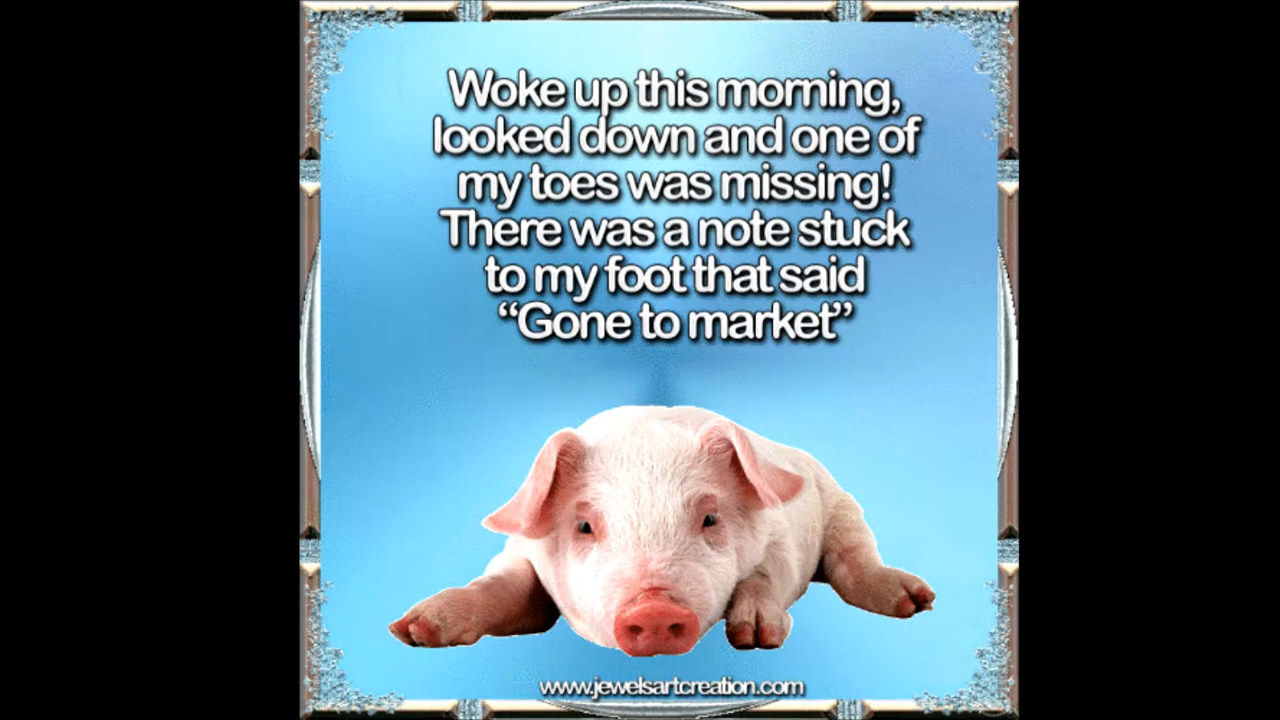 Woke up this morning,
looked down and one of
my toes was missing!
There was a note stuck
to my foot that said
“Gone to market”
www.jewelsartcreation.com